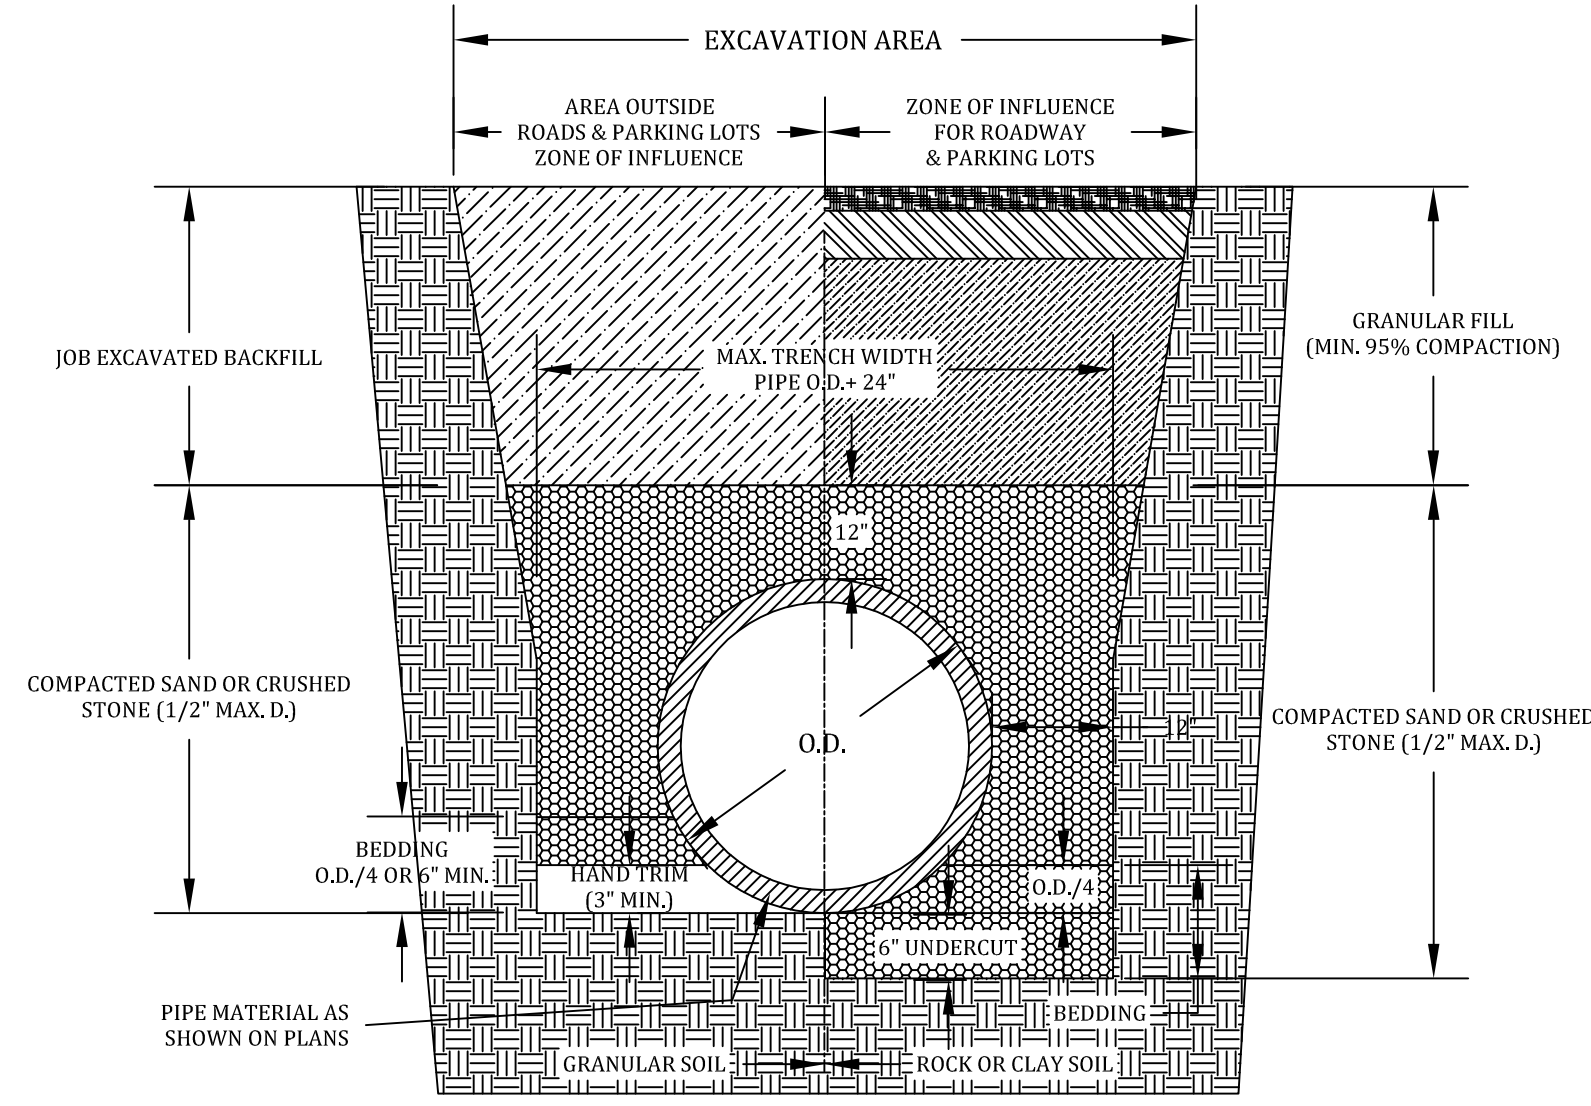 EXCAVATION AREA
AREA OUTSIDE
ROADS & PARKING LOTS
ZONE OF INFLUENCE
ZONE OF INFLUENCE
FOR ROADWAY
& PARKING LOTS
JOB EXCAVATED BACKFILL
MAX. TRENCH WIDTH
PIPE O.D.+ 24"
GRANULAR FILL
(MIN. 95% COMPACTION)
12"
COMPACTED SAND OR CRUSHED
STONE (1/2" MAX. D.)
O.D.
12"
COMPACTED SAND OR CRUSHED
STONE (1/2" MAX. D.)
BEDDING
O.D./4 OR 6" MIN.
HAND TRIM
(3" MIN.)
O.D./4
6" UNDERCUT
PIPE MATERIAL AS
SHOWN ON PLANS
BEDDING
GRANULAR SOIL
ROCK OR CLAY SOIL